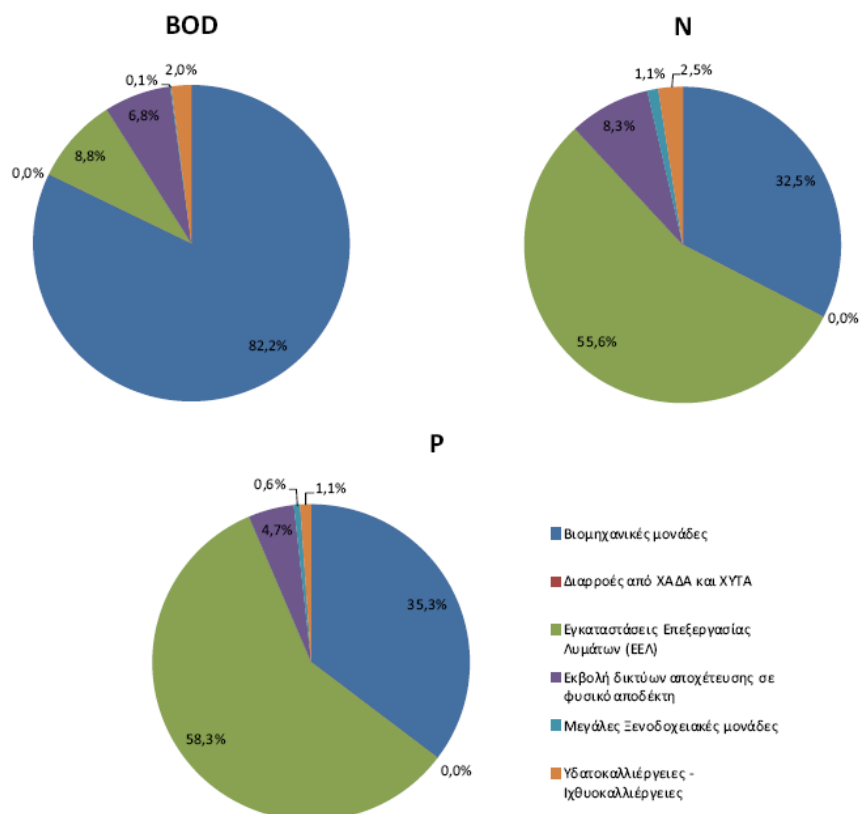 BOD
N
0,1%
2,0%
6,8%
8,8%
0,0%
82,2%
1,1%
2,5%
8,3%
32,5%
0,0%
55,6%
P
0,6%
1,1%
4,7%
35,3%
58,3%
0,0%
Βιομηχανικές μονάδες
Διαρροές από ΧΑΔΑ και ΧΥΤΑ
Εγκαταστάσεις Επεξεργασίας
Λυμάτων (ΕΕΛ)
Εκβολή δικτύων αποχέτευσης σε
φυσικό αποδέκτη
Μεγάλες Ξενοδοχειακές μονάδες
Υδατοκαλλιέργειες -
Ιχθυοκαλλιέργειες